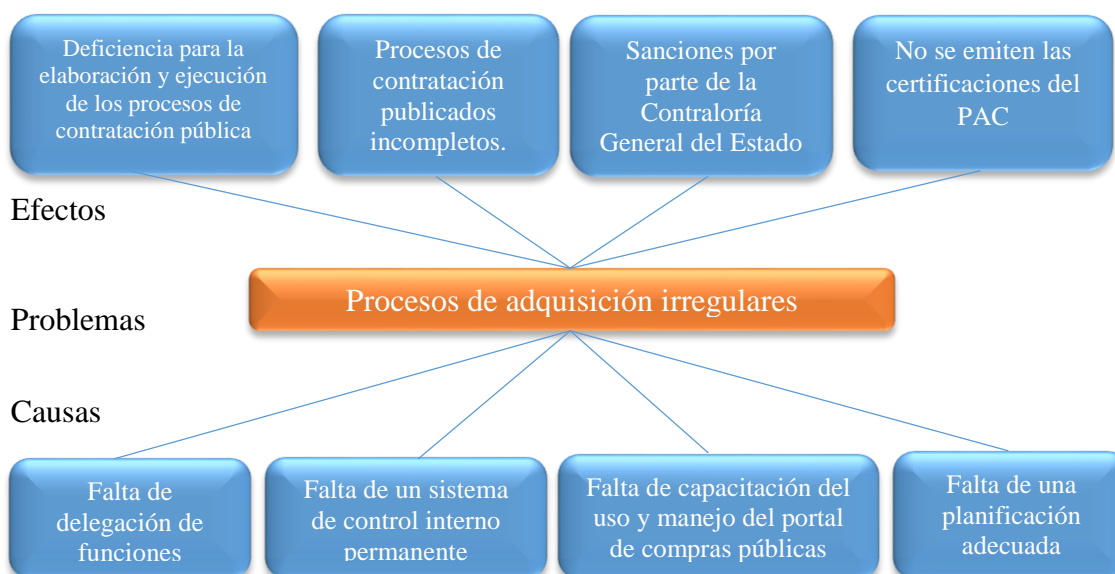 Deficiencia para la
elaboración y ejecución
de los procesos de
contratación pública
Procesos de
contratación
publicados
incompletos.
Sanciones por
parte de la
Contraloría
General del Estado
No se emiten las
certificaciones del
PAC
Efectos
Problemas
Procesos de adquisición irregulares
Causas
Falta de
delegación de
funciones
Falta de un sistema
de control interno
permanente
Falta de capacitación del
uso y manejo del portal
de compras públicas
Falta de una
planificación
adecuada